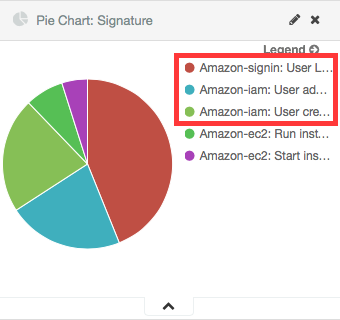 Pie Chart: Signature
Legend
Amazon-signin: User L...
Amazon-iam: User ad...
Amazon-iam: User cre...
Amazon-ec2: Run inst...
Amazon-ec2: Start ins...